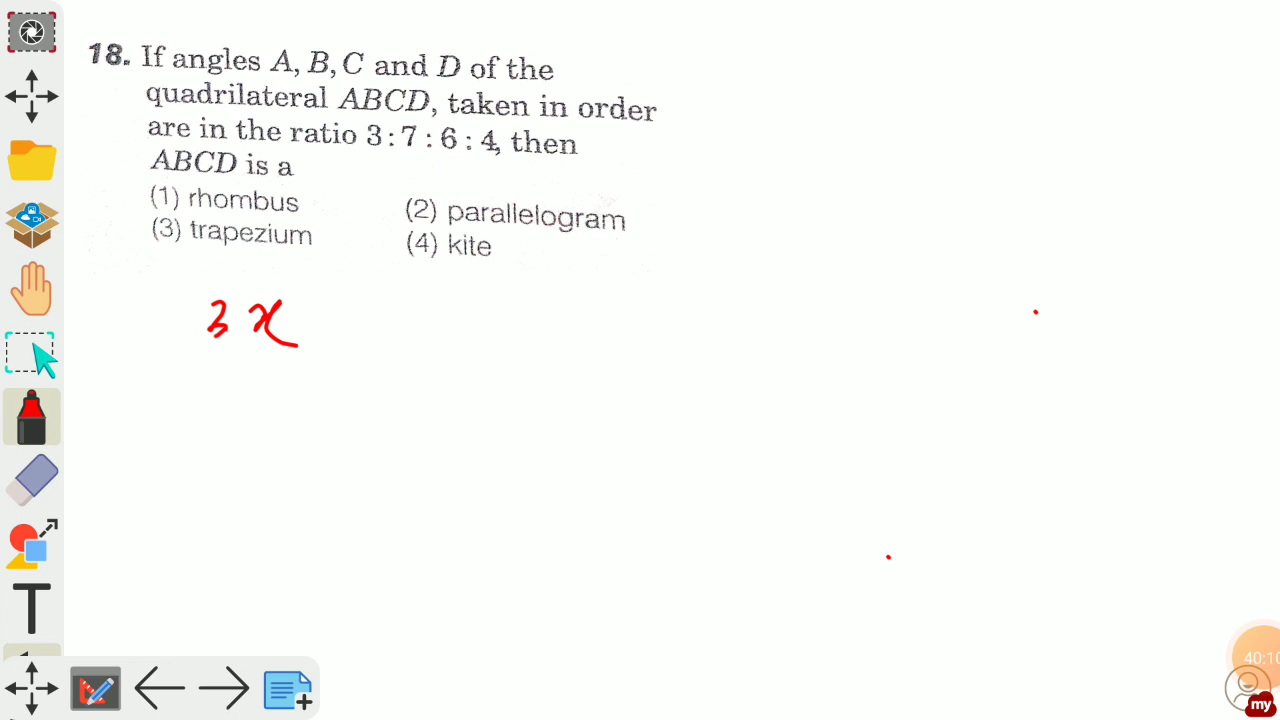 18. If angles A, B, C and D of the
quadrilateral ABCD, taken in order
are in the ratio 3 : 7 : 6 : 4, then
ABCD is a
(1) rhombus (2) parallelogram
(3) trapezium (4) kite
3x
T
40:10
my